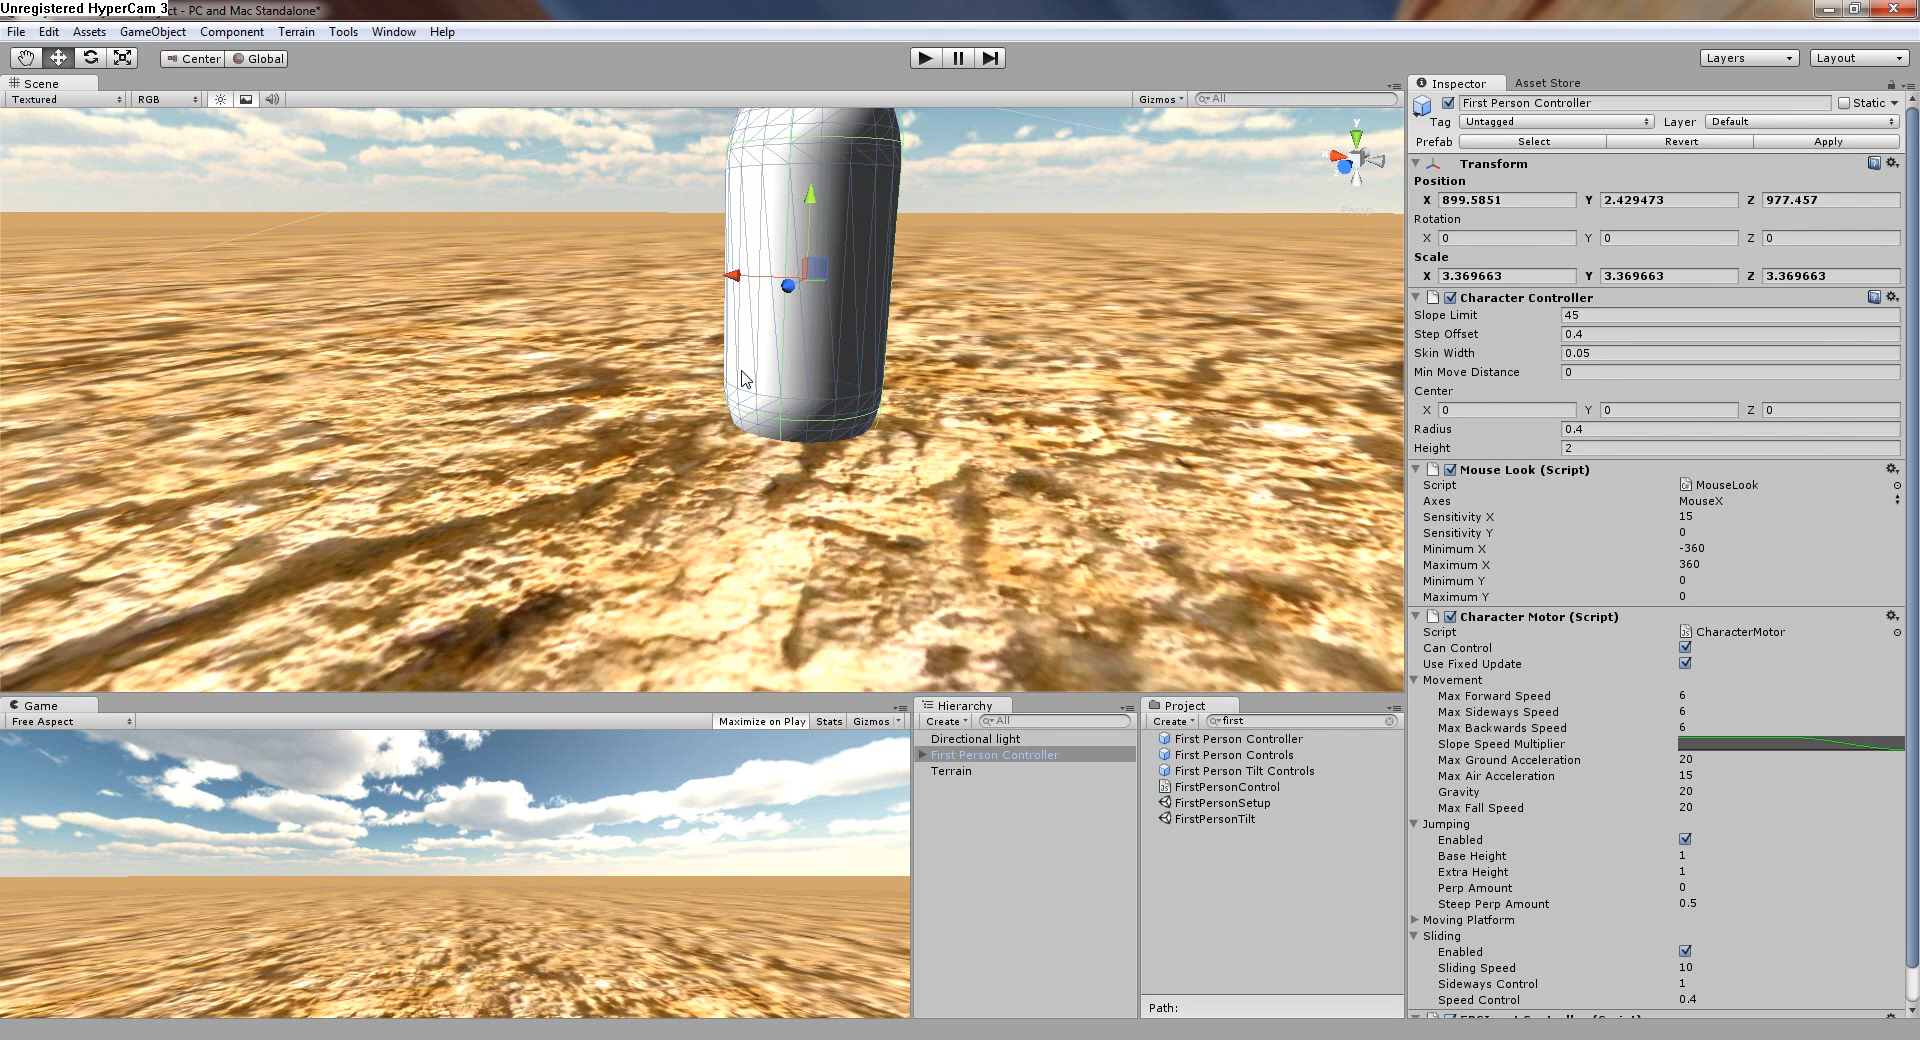 Unregistered HyperCam 3
ct - PC and Mac Standalone*
File Edit Assets GameObject Component Terrain Tools Window Help
Center Global Layers Layout
Scene
Textured RGB Gizmos All
y
x
z
Persp
Game
Free Aspect Maximize on Play Stats Gizmos
Hierarchy
Create All
Directional light
First Person Controller
Terrain
Project
Create first
First Person Controller
First Person Controls
First Person Tilt Controls
FirstPersonControl
FirstPersonSetup
FirstPersonTilt
Path:
Inspector Asset Store
First Person Controller Static
Tag Untagged Layer Default
Prefab Select Revert Apply
Transform
Position
X 899.5851 Y 2.429473 Z 977.457
Rotation
X 0 Y 0 Z 0
Scale
X 3.369663 Y 3.369663 Z 3.369663
Character Controller
Slope Limit 45
Step Offset 0.4
Skin Width 0.05
Min Move Distance 0
Center
X 0 Y 0 Z 0
Radius 0.4
Height 2
Mouse Look (Script)
Script MouseLook
Axes MouseX
Sensitivity X 15
Sensitivity Y 0
Minimum X -360
Maximum X 360
Minimum Y 0
Maximum Y 0
Character Motor (Script)
Script CharacterMotor
Can Control
Use Fixed Update
Movement
Max Forward Speed 6
Max Sideways Speed 6
Max Backwards Speed 6
Slope Speed Multiplier
Max Ground Acceleration 20
Max Air Acceleration 15
Gravity 20
Max Fall Speed 20
Jumping
Enabled
Base Height 1
Extra Height 1
Perp Amount 0
Steep Perp Amount 0.5
Moving Platform
Sliding
Enabled
Sliding Speed 10
Sideways Control 1
Speed Control 0.4